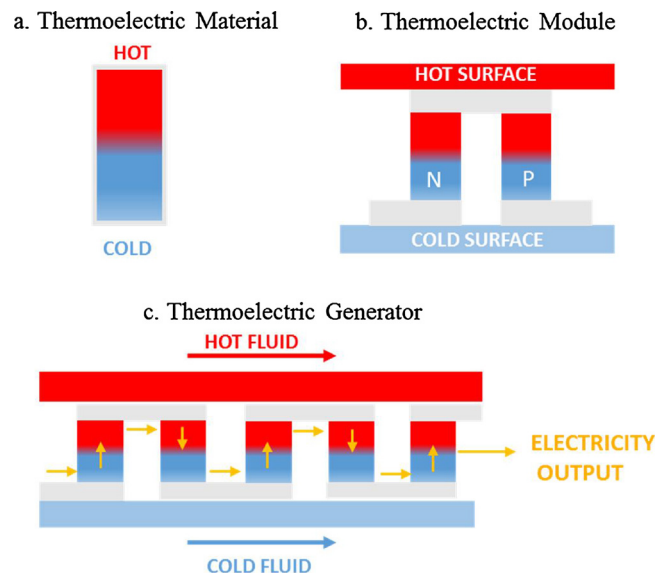 a. Thermoelectric Material
HOT
COLD
b. Thermoelectric Module
HOT SURFACE
N P
COLD SURFACE
c. Thermoelectric Generator
HOT FLUID
ELECTRICITY
OUTPUT
COLD FLUID